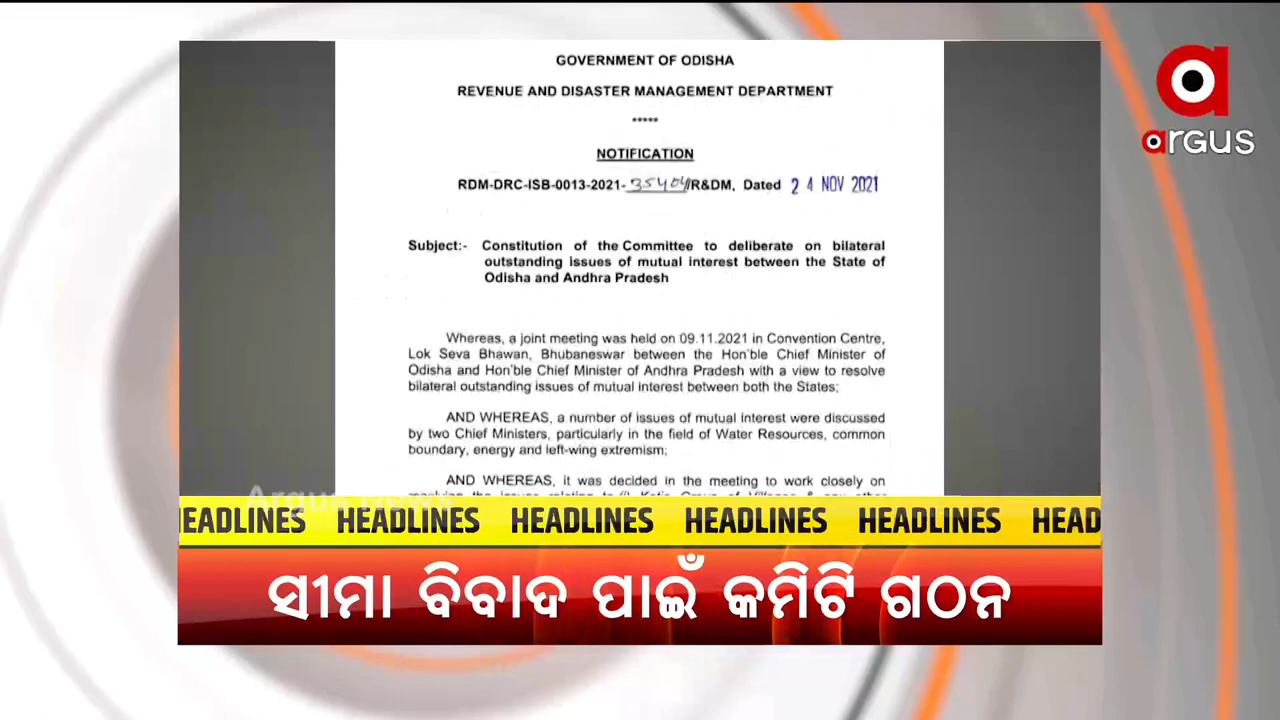 GOVERNMENT OF ODISHA
REVENUE AND DISASTER MANAGEMENT DEPARTMENT
*****
NOTIFICATION
RDM-DRC-ISB-0013-2021-35404/R&DM, Dated 24 NOV 2021
Subject:- Constitution of the Committee to deliberate on bilateral
outstanding issues of mutual interest between the State of
Odisha and Andhra Pradesh
Whereas, a joint meeting was held on 09.11.2021 in Convention Centre,
Lok Seva Bhawan, Bhubaneswar between the Hon'ble Chief Minister of
Odisha and Hon'ble Chief Minister of Andhra Pradesh with a view to resolve
bilateral outstanding issues of mutual interest between both the States;
AND WHEREAS, a number of issues of mutual interest were discussed
by two Chief Ministers, particularly in the field of Water Resources, common
boundary, energy and left-wing extremism;
AND WHEREAS, it was decided in the meeting to work closely on
Argus News
EADLINES HEADLINES HEADLINES HEADLINES HEADLINES HEAD
ସୀମା ବିବାଦ ପାଇଁ କମିଟି ଗଠନ
argus